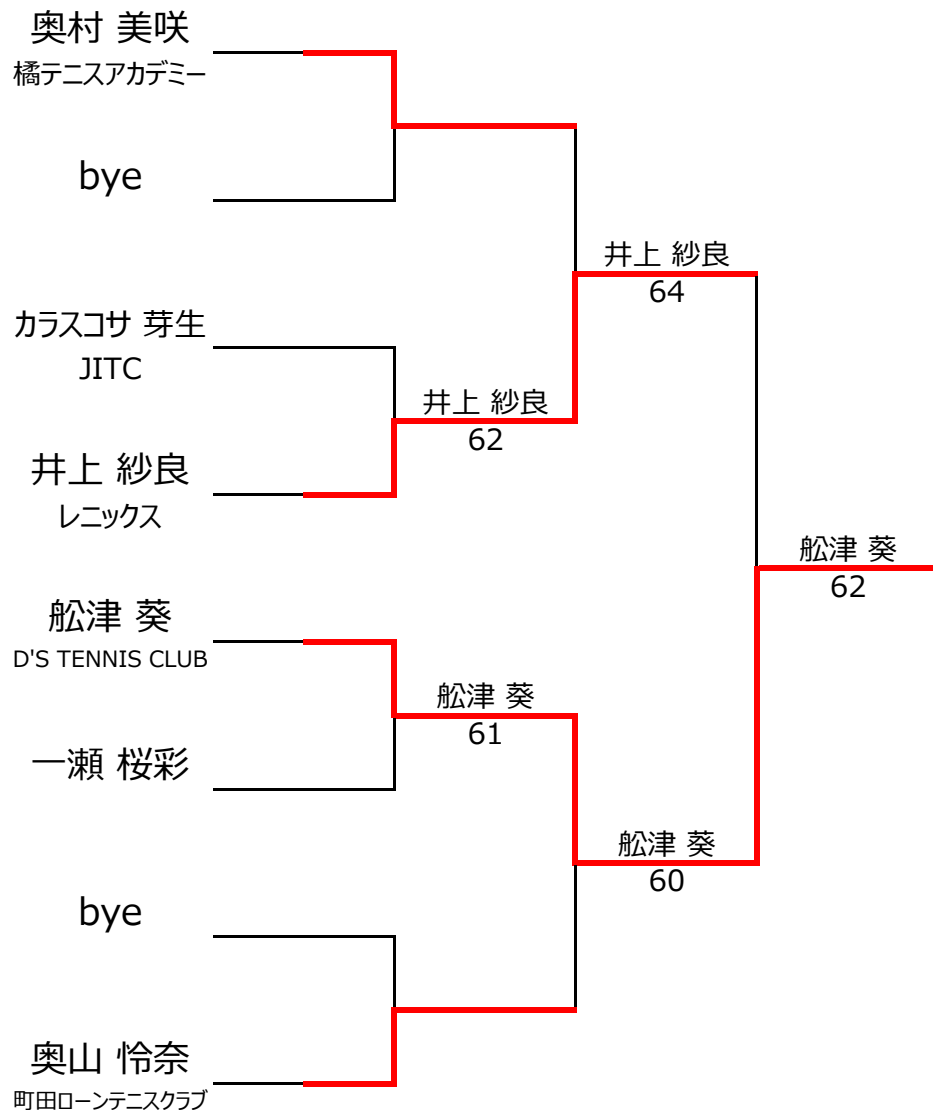 奥村 美咲
橘テニスアカデミー
bye
井上 紗良
64
カラスコサ 芽生
JITC
井上 紗良
62
井上 紗良
レニックス
舩津 葵
62
舩津 葵
D'S TENNIS CLUB
舩津 葵
61
一瀬 桜彩
舩津 葵
60
bye
奥山 怜奈
町田ローンテニスクラブ